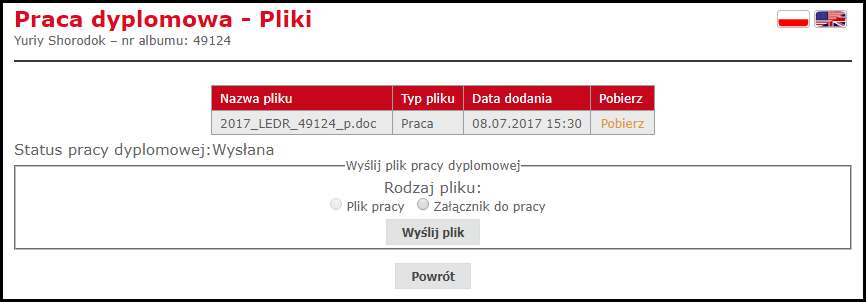 Praca dyplomowa - Pliki
Yuriy Shorodok – nr albumu: 49124
Nazwa pliku Typ pliku Data dodania Pobierz
2017_LEDR_49124_p.doc Praca 08.07.2017 15:30 Pobierz
Status pracy dyplomowej:Wysłana
Wyślij plik pracy dyplomowej
Rodzaj pliku:
Plik pracy Załącznik do pracy
Wyślij plik
Powrót